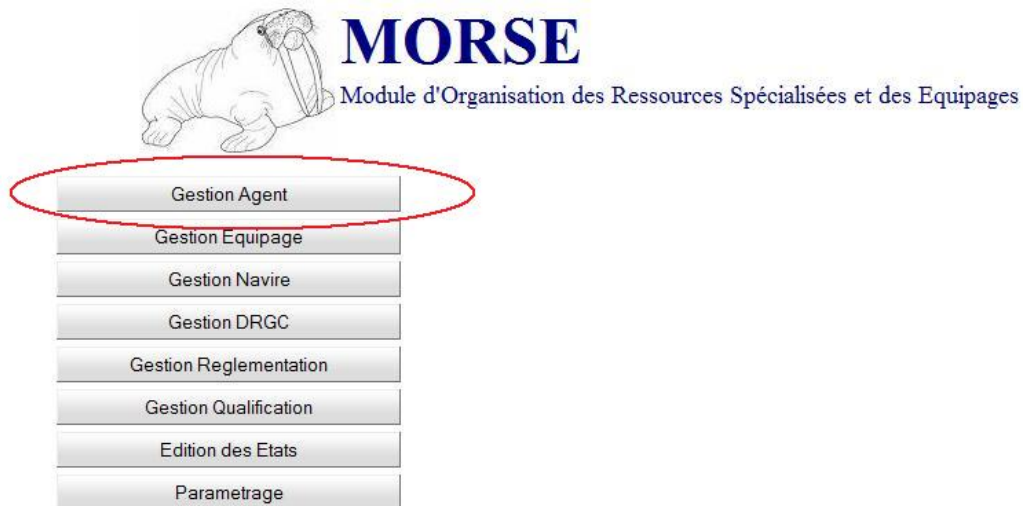 MORSE
Module d'Organisation des Ressources Spécialisées et des Equipages
Gestion Agent
Gestion Equipage
Gestion Navire
Gestion DRGC
Gestion Reglementation
Gestion Qualification
Edition des Etats
Parametrage